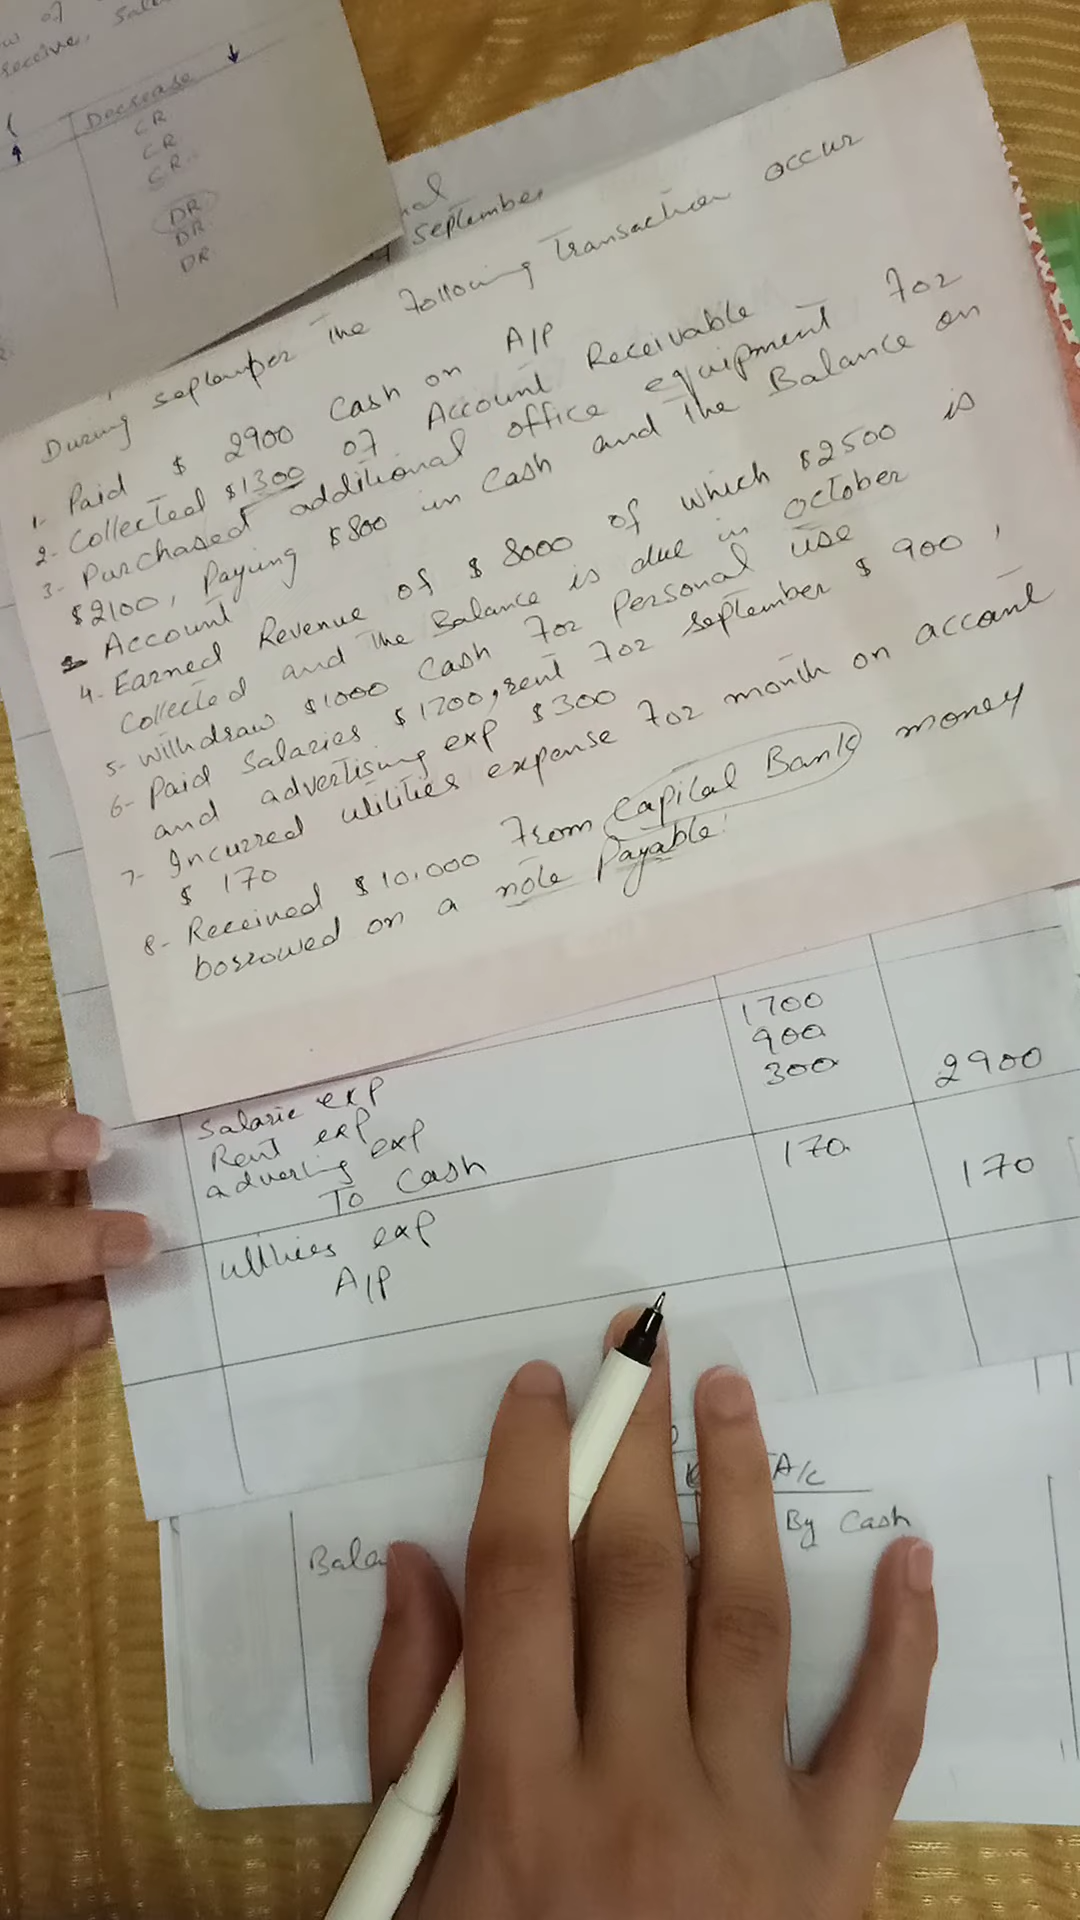 of
receive, Sal
Decrease
CR
CR
CR
DR
DR
DR
nal
September
During september The Following Transaction occur
1- Paid $ 2900 cash on A/P
2- Collected $1300 of Account Receivable
3- Purchased additional office equipment For
$2100, Paying $800 in cash and The Balance on
Account
4- Earned Revenue of $ 8000 of which $2500 is
collected and The Balance is due in october
5- withdraw $1000 cash For Personal use
6- Paid Salaries $1700, rent For september $ 900,
and advertising exp $300
7- Incurred utilities expense For month on account
$ 170
8- Received $10,000 From Capital Bank money
borrowed on a note Payable.
Salarie exp 1700
Rent exp 900
adverting exp 300
To Cash 2900
utlities exp 170
A/P 170
A/c
By Cash
Bala